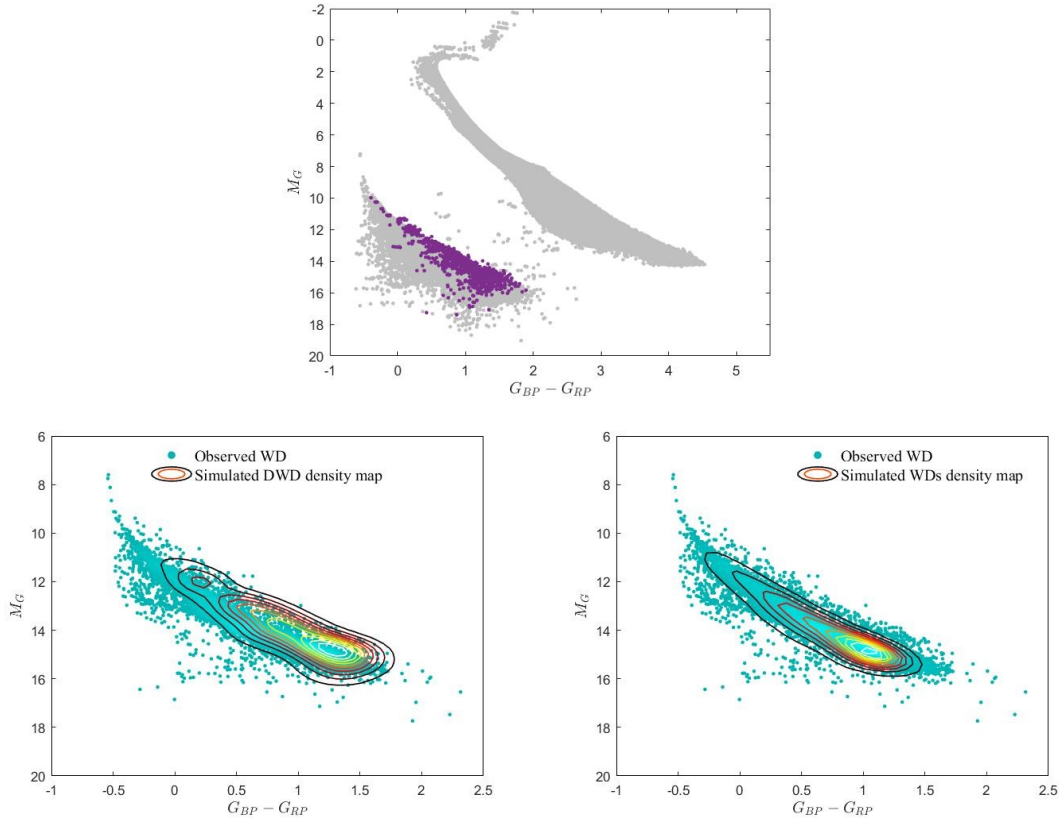 -2
0
2
4
6
8
10
12
14
16
18
20
M_G
-1 0 1 2 3 4 5
G_BP − G_RP
6
8
10
12
14
16
18
20
M_G
Observed WD
Simulated DWD density map
-1 -0.5 0 0.5 1 1.5 2 2.5
G_BP − G_RP
6
8
10
12
14
16
18
20
M_G
Observed WD
Simulated WDs density map
-1 -0.5 0 0.5 1 1.5 2 2.5
G_BP − G_RP